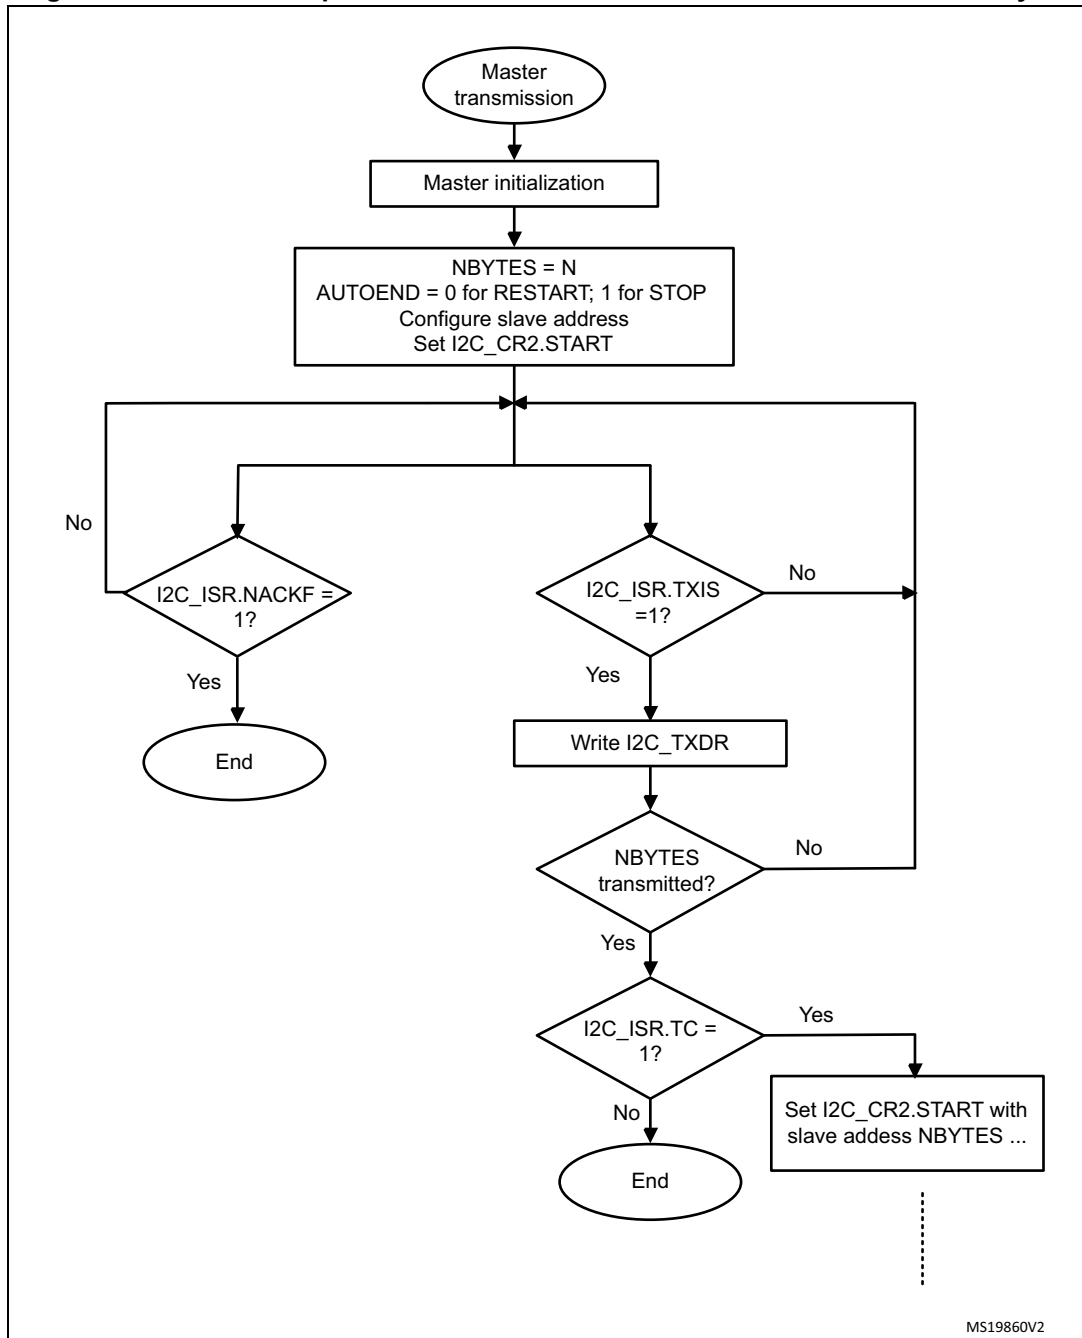 Master
transmission
Master initialization
NBYTES = N
AUTOEND = 0 for RESTART; 1 for STOP
Configure slave address
Set I2C_CR2.START
No
I2C_ISR.NACKF =
1?
Yes
End
I2C_ISR.TXIS
=1?
No
Yes
Write I2C_TXDR
NBYTES
transmitted?
No
Yes
I2C_ISR.TC =
1?
Yes
No
End
Set I2C_CR2.START with
slave addess NBYTES ...
MS19860V2